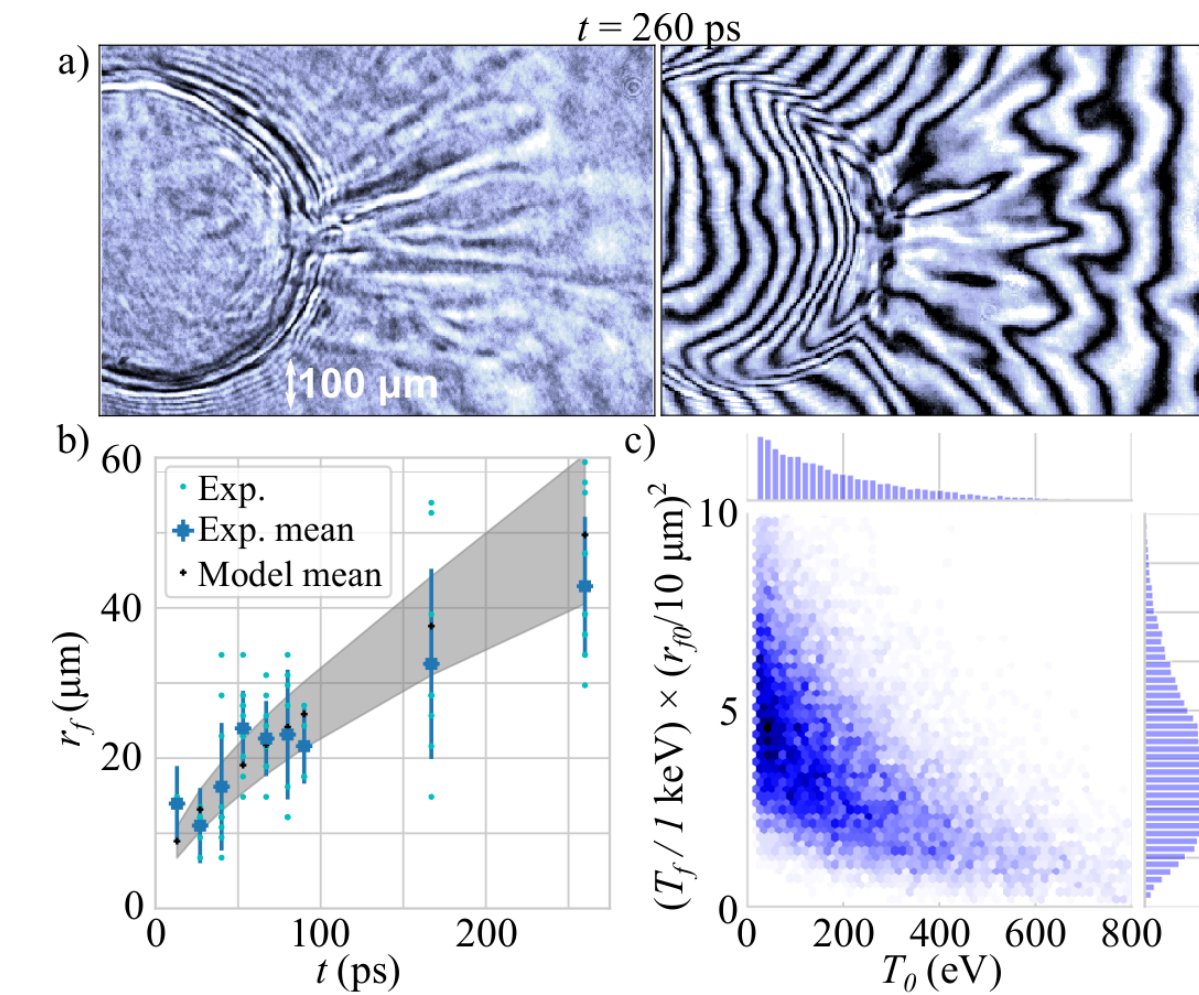 t = 260 ps
a)
100 μm
b)
60
40
20
0
r_f (μm)
Exp.
Exp. mean
Model mean
0
100
200
t (ps)
c)
(T_f / 1 keV) × (r_f0/10 μm)²
10
5
0
0
200
400
600
800
T_0 (eV)